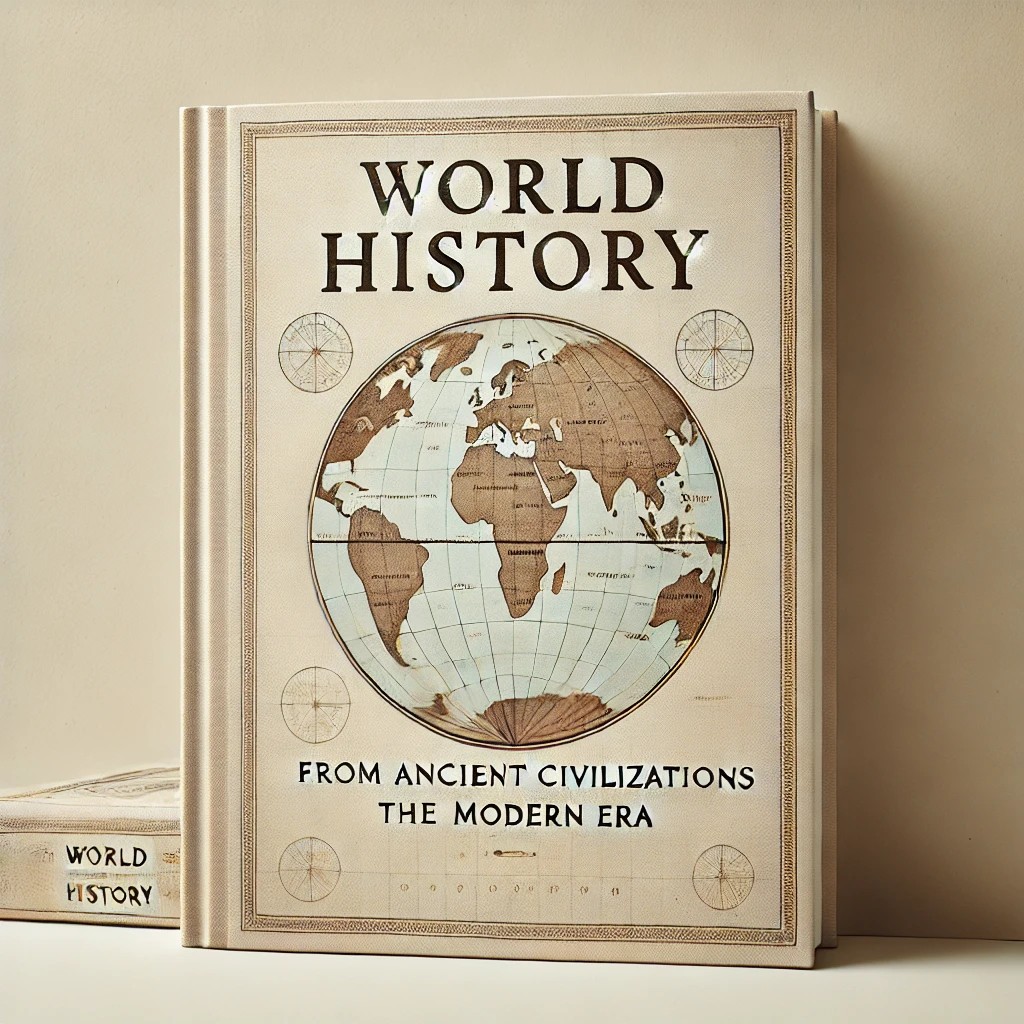 WORLD
HISTORY
FROM ANCIENT CIVILIZATIONS
THE MODERN ERA
WORLD
HISTORY